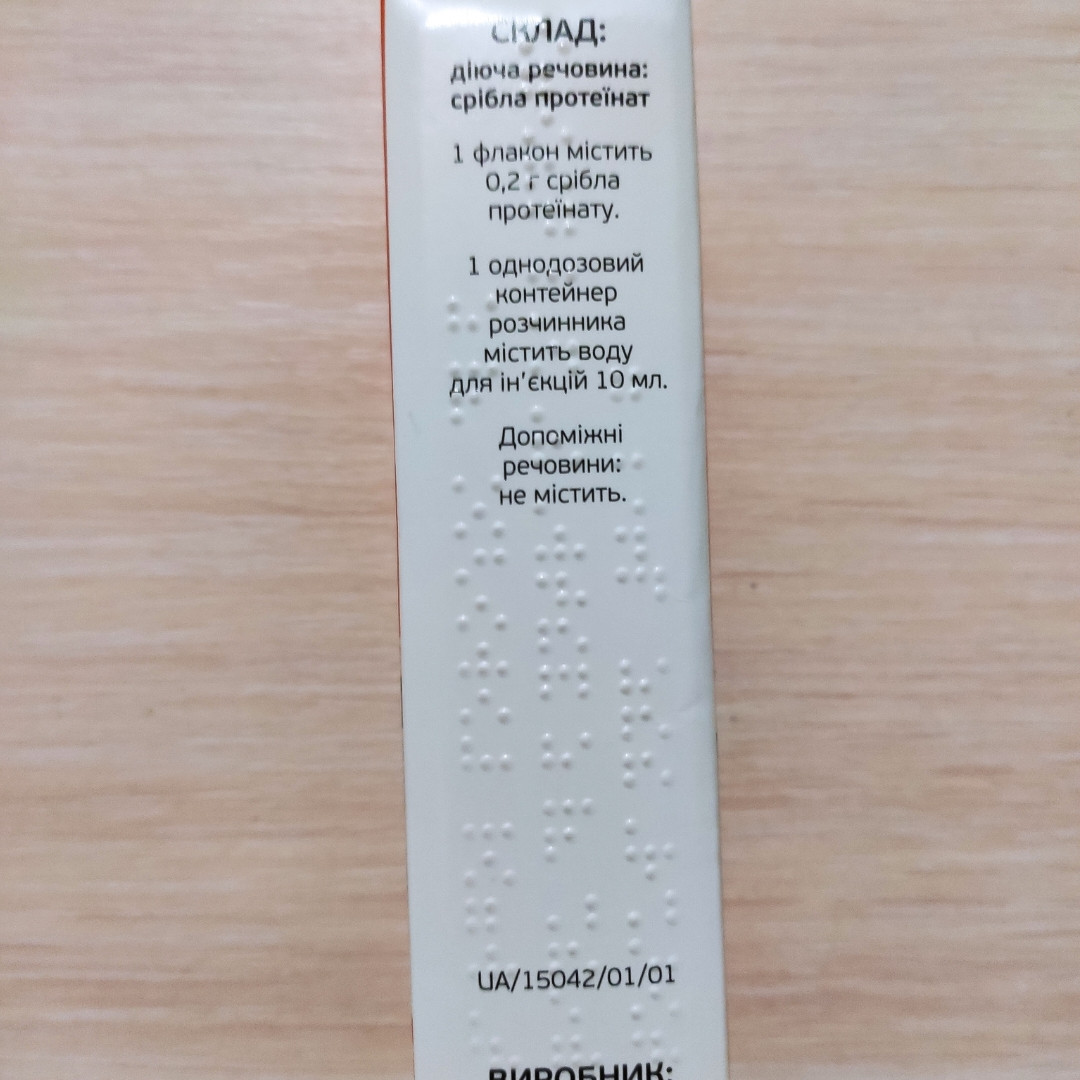 СКЛАД:
діюча речовина:
срібла протеїнат
1 флакон містить
0,2 г срібла
протеїнату.
1 однодозовий
контейнер
розчинника
містить воду
для ін’єкцій 10 мл.
Допоміжні
речовини:
не містить.
UA/15042/01/01
ВИРОБНИК: